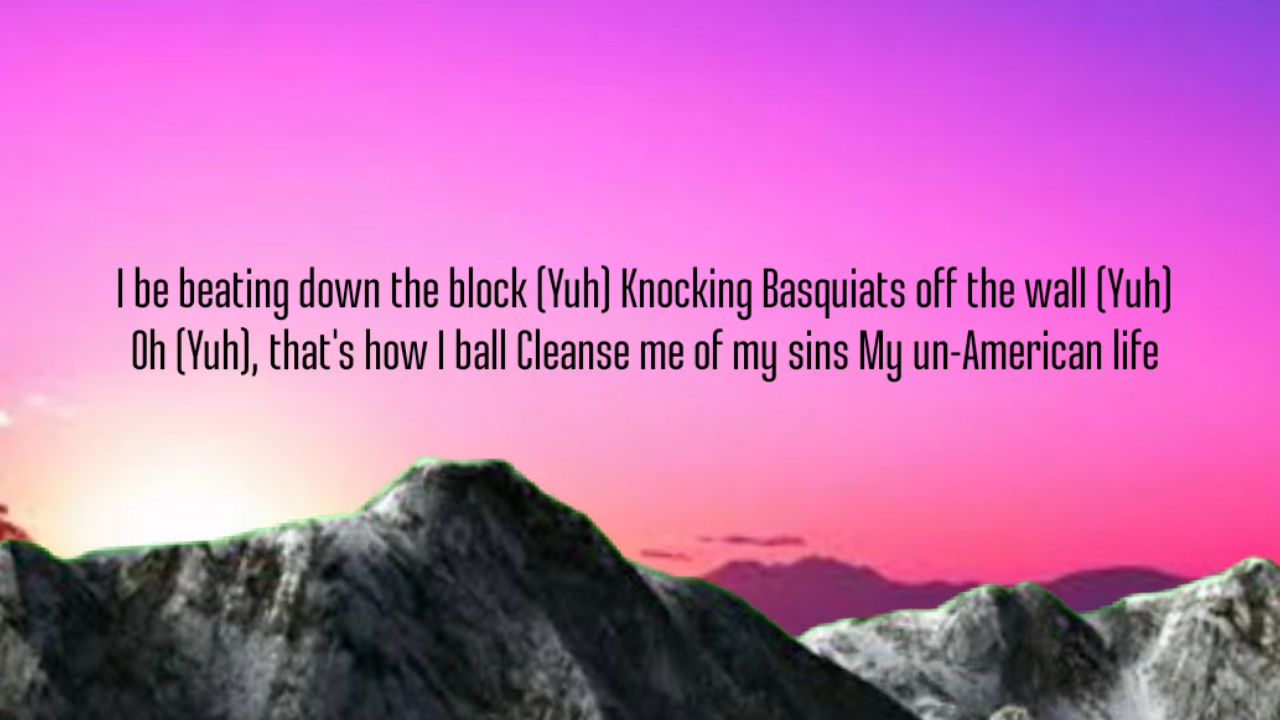 I be beating down the block (Yuh) Knocking Basquiats off the wall (Yuh)
Oh (Yuh), that's how I ball Cleanse me of my sins My un-American life